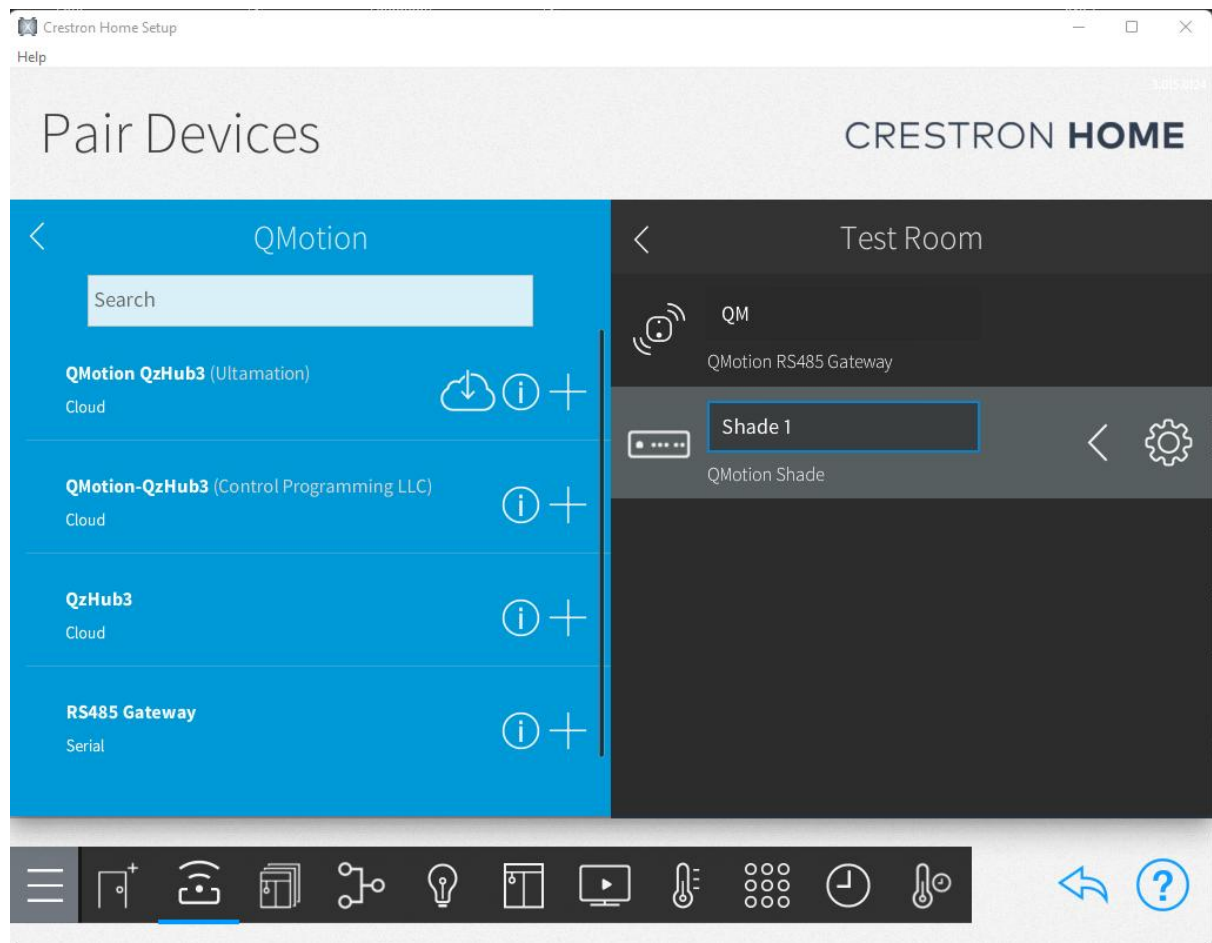 Crestron Home Setup
Help
Pair Devices
CRESTRON HOME
QMotion
Search
QMotion QzHub3 (Ultamation)
Cloud
QMotion-QzHub3 (Control Programming LLC)
Cloud
QzHub3
Cloud
RS485 Gateway
Serial
Test Room
QM
QMotion RS485 Gateway
Shade 1
QMotion Shade